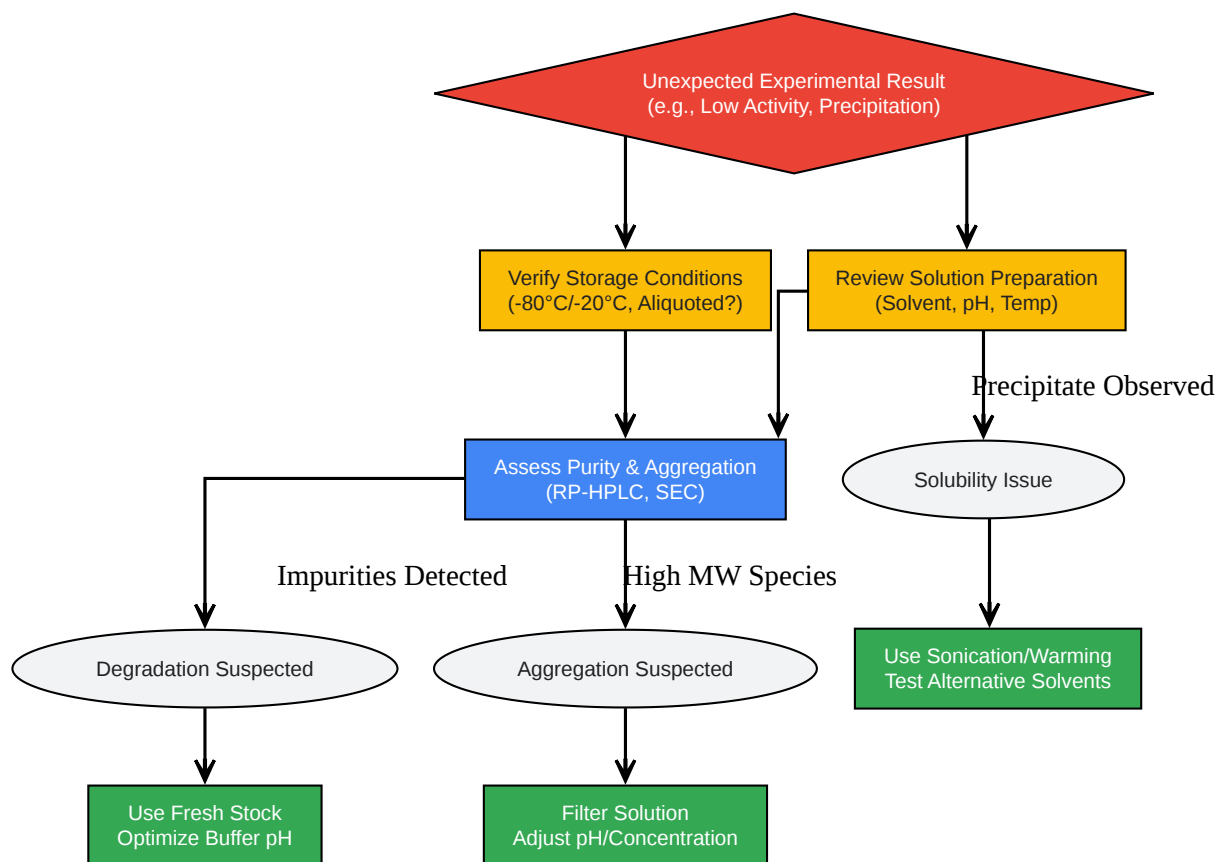 Unexpected Experimental Result
(e.g., Low Activity, Precipitation)
Verify Storage Conditions
(-80°C/-20°C, Aliquoted?)
Review Solution Preparation
(Solvent, pH, Temp)
Precipitate Observed
Assess Purity & Aggregation
(RP-HPLC, SEC)
Solubility Issue
Impurities Detected
High MW Species
Degradation Suspected
Aggregation Suspected
Use Sonication/Warming
Test Alternative Solvents
Use Fresh Stock
Optimize Buffer pH
Filter Solution
Adjust pH/Concentration